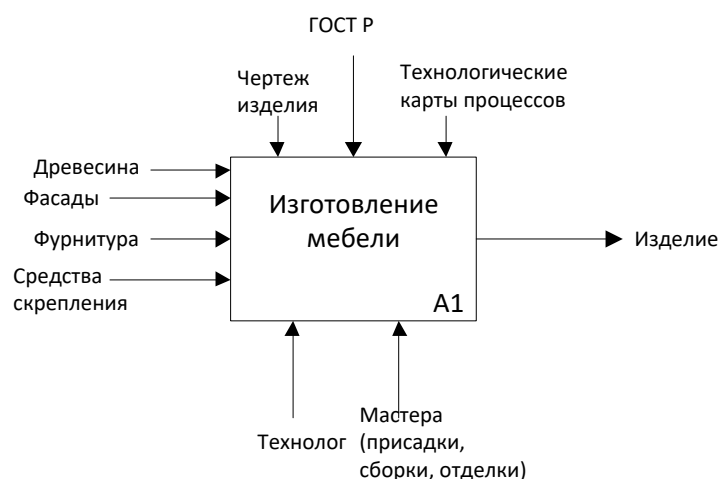 ГОСТ Р
Чертеж
изделия
Технологические
карты процессов
Древесина
Фасады
Фурнитура
Средства
скрепления
Изготовление
мебели
А1
Изделие
Технолог
Мастера
(присадки,
сборки, отделки)